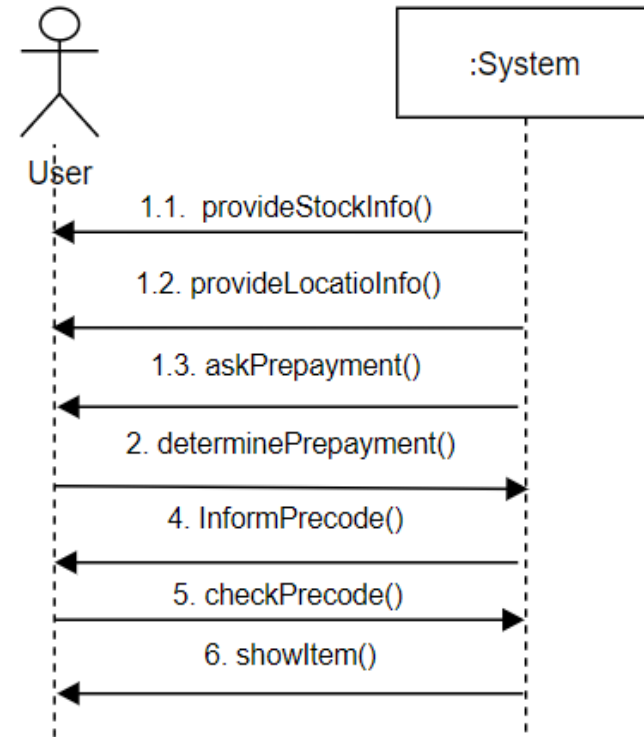 :System
User
1.1. provideStockInfo()
1.2. provideLocatioInfo()
1.3. askPrepayment()
2. determinePrepayment()
4. InformPrecode()
5. checkPrecode()
6. showItem()